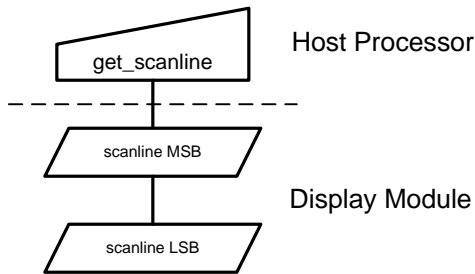 Host Processor
get_scanline
scanline MSB
Display Module
scanline LSB